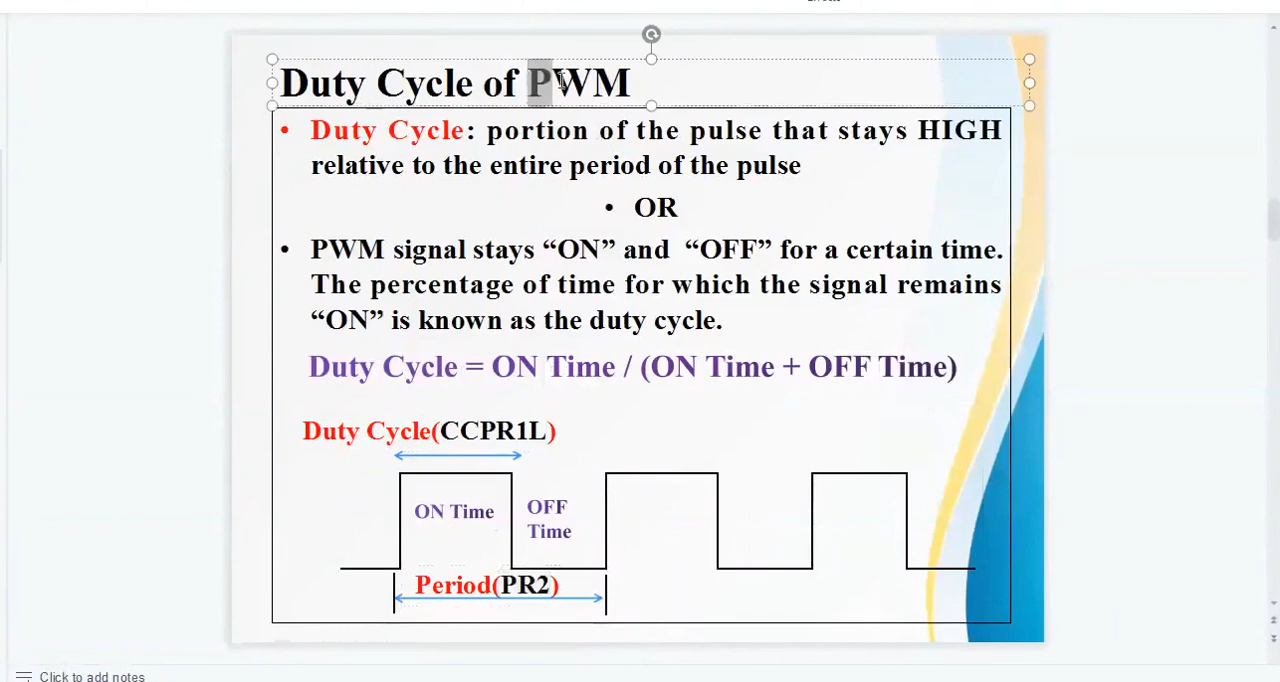 Duty Cycle of PWM
• Duty Cycle: portion of the pulse that stays HIGH
relative to the entire period of the pulse
• OR
• PWM signal stays “ON” and “OFF” for a certain time.
The percentage of time for which the signal remains
“ON” is known as the duty cycle.
Duty Cycle = ON Time / (ON Time + OFF Time)
Duty Cycle(CCPR1L)
ON Time
OFF
Time
Period(PR2)
Click to add notes